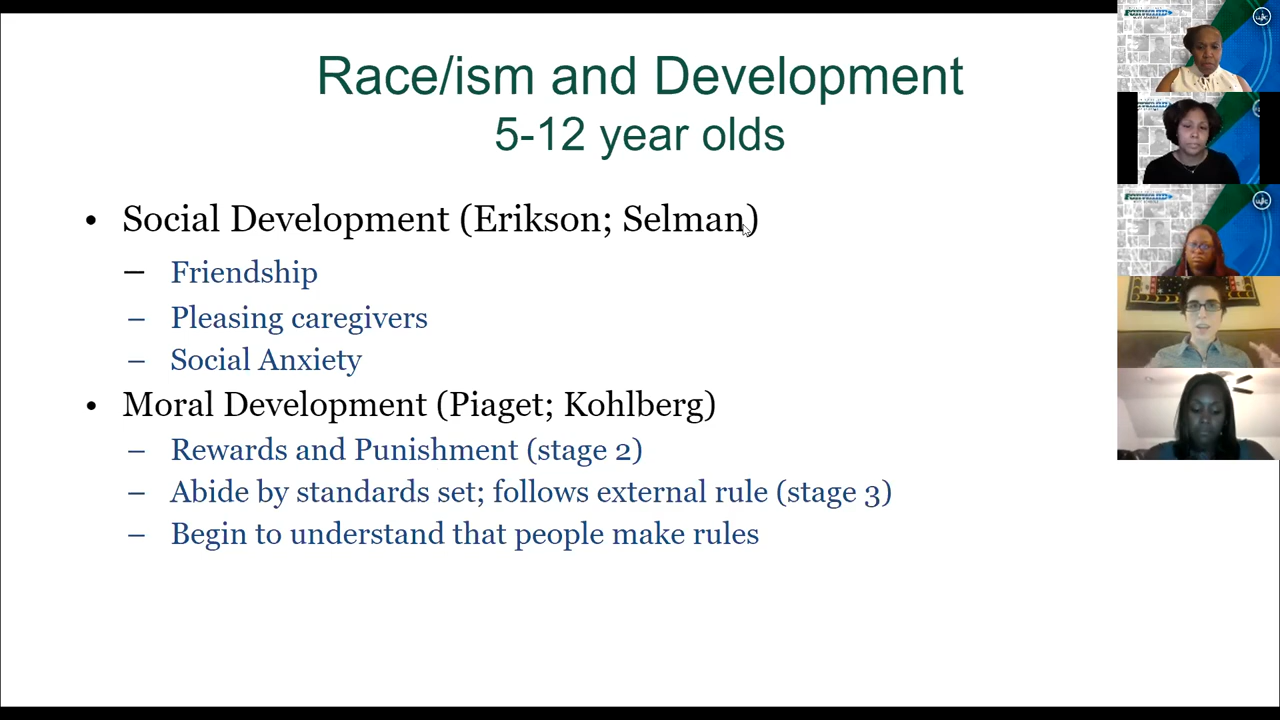 Race/ism and Development
5-12 year olds
• Social Development (Erikson; Selman)
– Friendship
– Pleasing caregivers
– Social Anxiety
• Moral Development (Piaget; Kohlberg)
– Rewards and Punishment (stage 2)
– Abide by standards set; follows external rule (stage 3)
– Begin to understand that people make rules
FORWARD
FORWARD